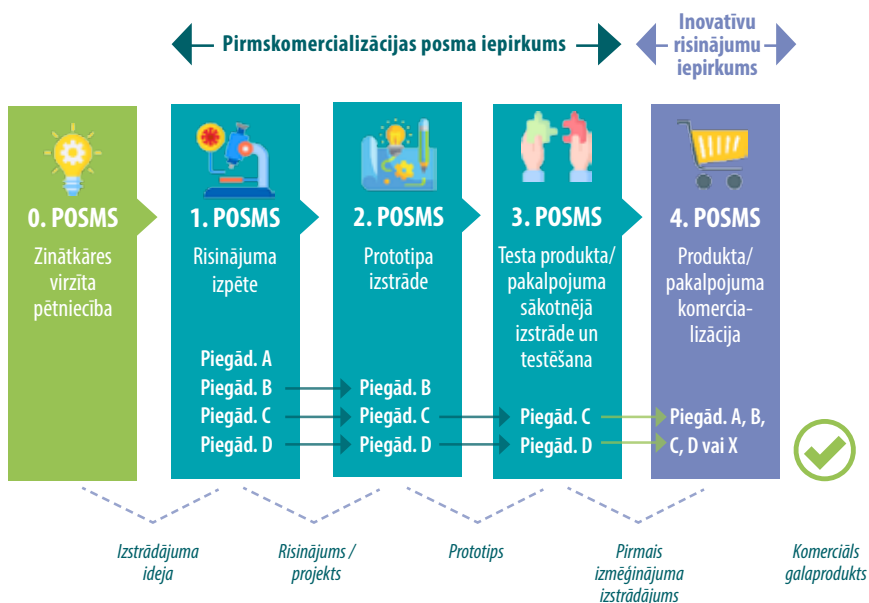 Pirmskomercializācijas posma iepirkums
Inovatīvu
risinājumu
iepirkums
0. POSMS
Zinātkāres
virzīta
pētniecība
1. POSMS
Risinājuma
izpēte
Piegād. A
Piegād. B
Piegād. C
Piegād. D
2. POSMS
Prototipa
izstrāde
Piegād. B
Piegād. C
Piegād. D
3. POSMS
Testa produkta/
pakalpojuma
sākotnējā
izstrāde un
testēšana
Piegād. C
Piegād. D
4. POSMS
Produkta/
pakalpojuma
komercia-
lizācija
Piegād. A, B,
C, D vai X
Izstrādājuma
ideja
Risinājums /
projekts
Prototips
Pirmais
izmēģinājuma
izstrādājums
Komerciāls
galaprodukts